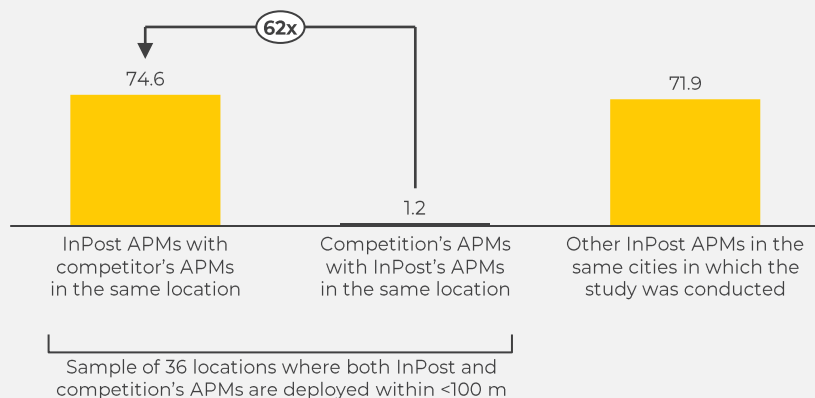 62x
74.6
1.2
71.9
InPost APMs with
competitor's APMs
in the same location
Competition's APMs
with InPost's APMs
in the same location
Other InPost APMs in the
same cities in which the
study was conducted
Sample of 36 locations where both InPost and
competition's APMs are deployed within <100 m